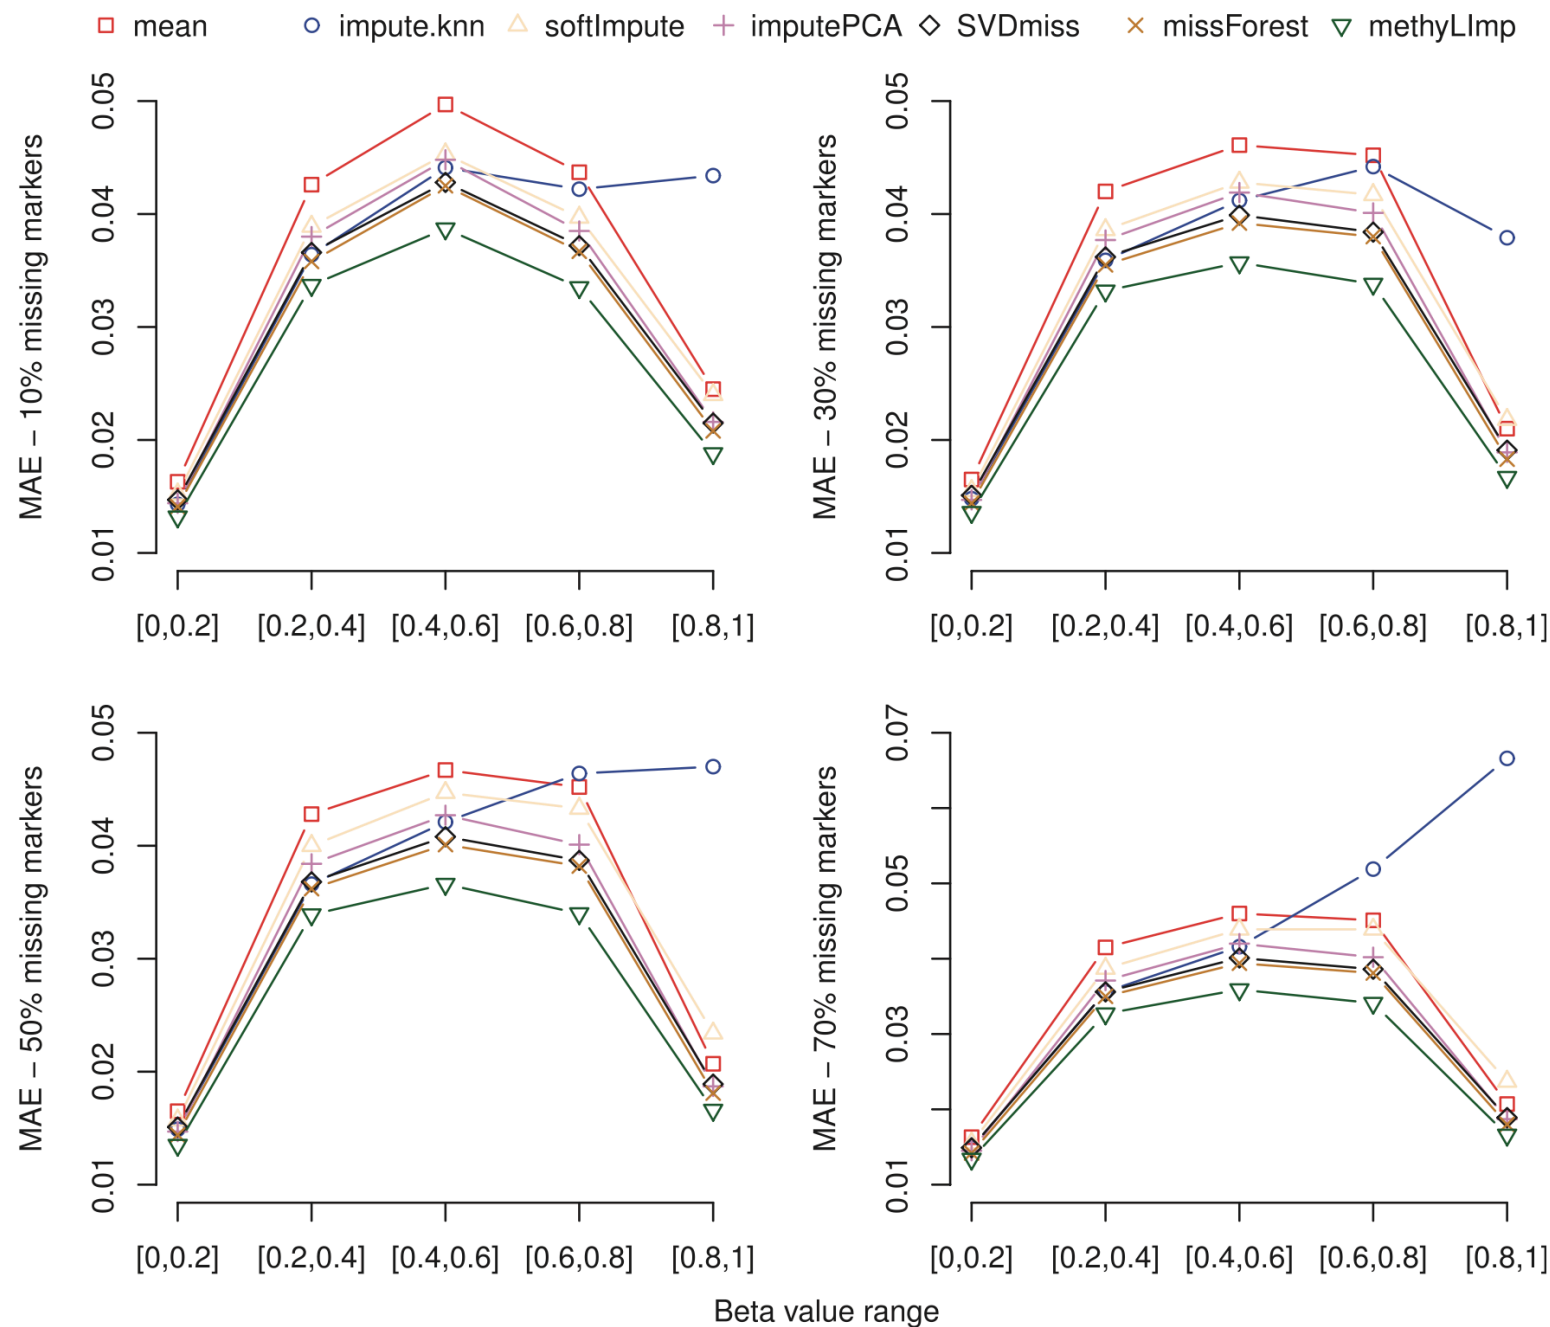 mean impute.knn softImpute imputePCA SVDmiss missForest methyLImp
MAE – 10% missing markers
0.05
0.04
0.03
0.02
0.01
[0,0.2] [0.2,0.4] [0.4,0.6] [0.6,0.8] [0.8,1]
MAE – 30% missing markers
0.05
0.04
0.03
0.02
0.01
[0,0.2] [0.2,0.4] [0.4,0.6] [0.6,0.8] [0.8,1]
MAE – 50% missing markers
0.05
0.04
0.03
0.02
0.01
[0,0.2] [0.2,0.4] [0.4,0.6] [0.6,0.8] [0.8,1]
MAE – 70% missing markers
0.07
0.05
0.03
0.01
[0,0.2] [0.2,0.4] [0.4,0.6] [0.6,0.8] [0.8,1]
Beta value range